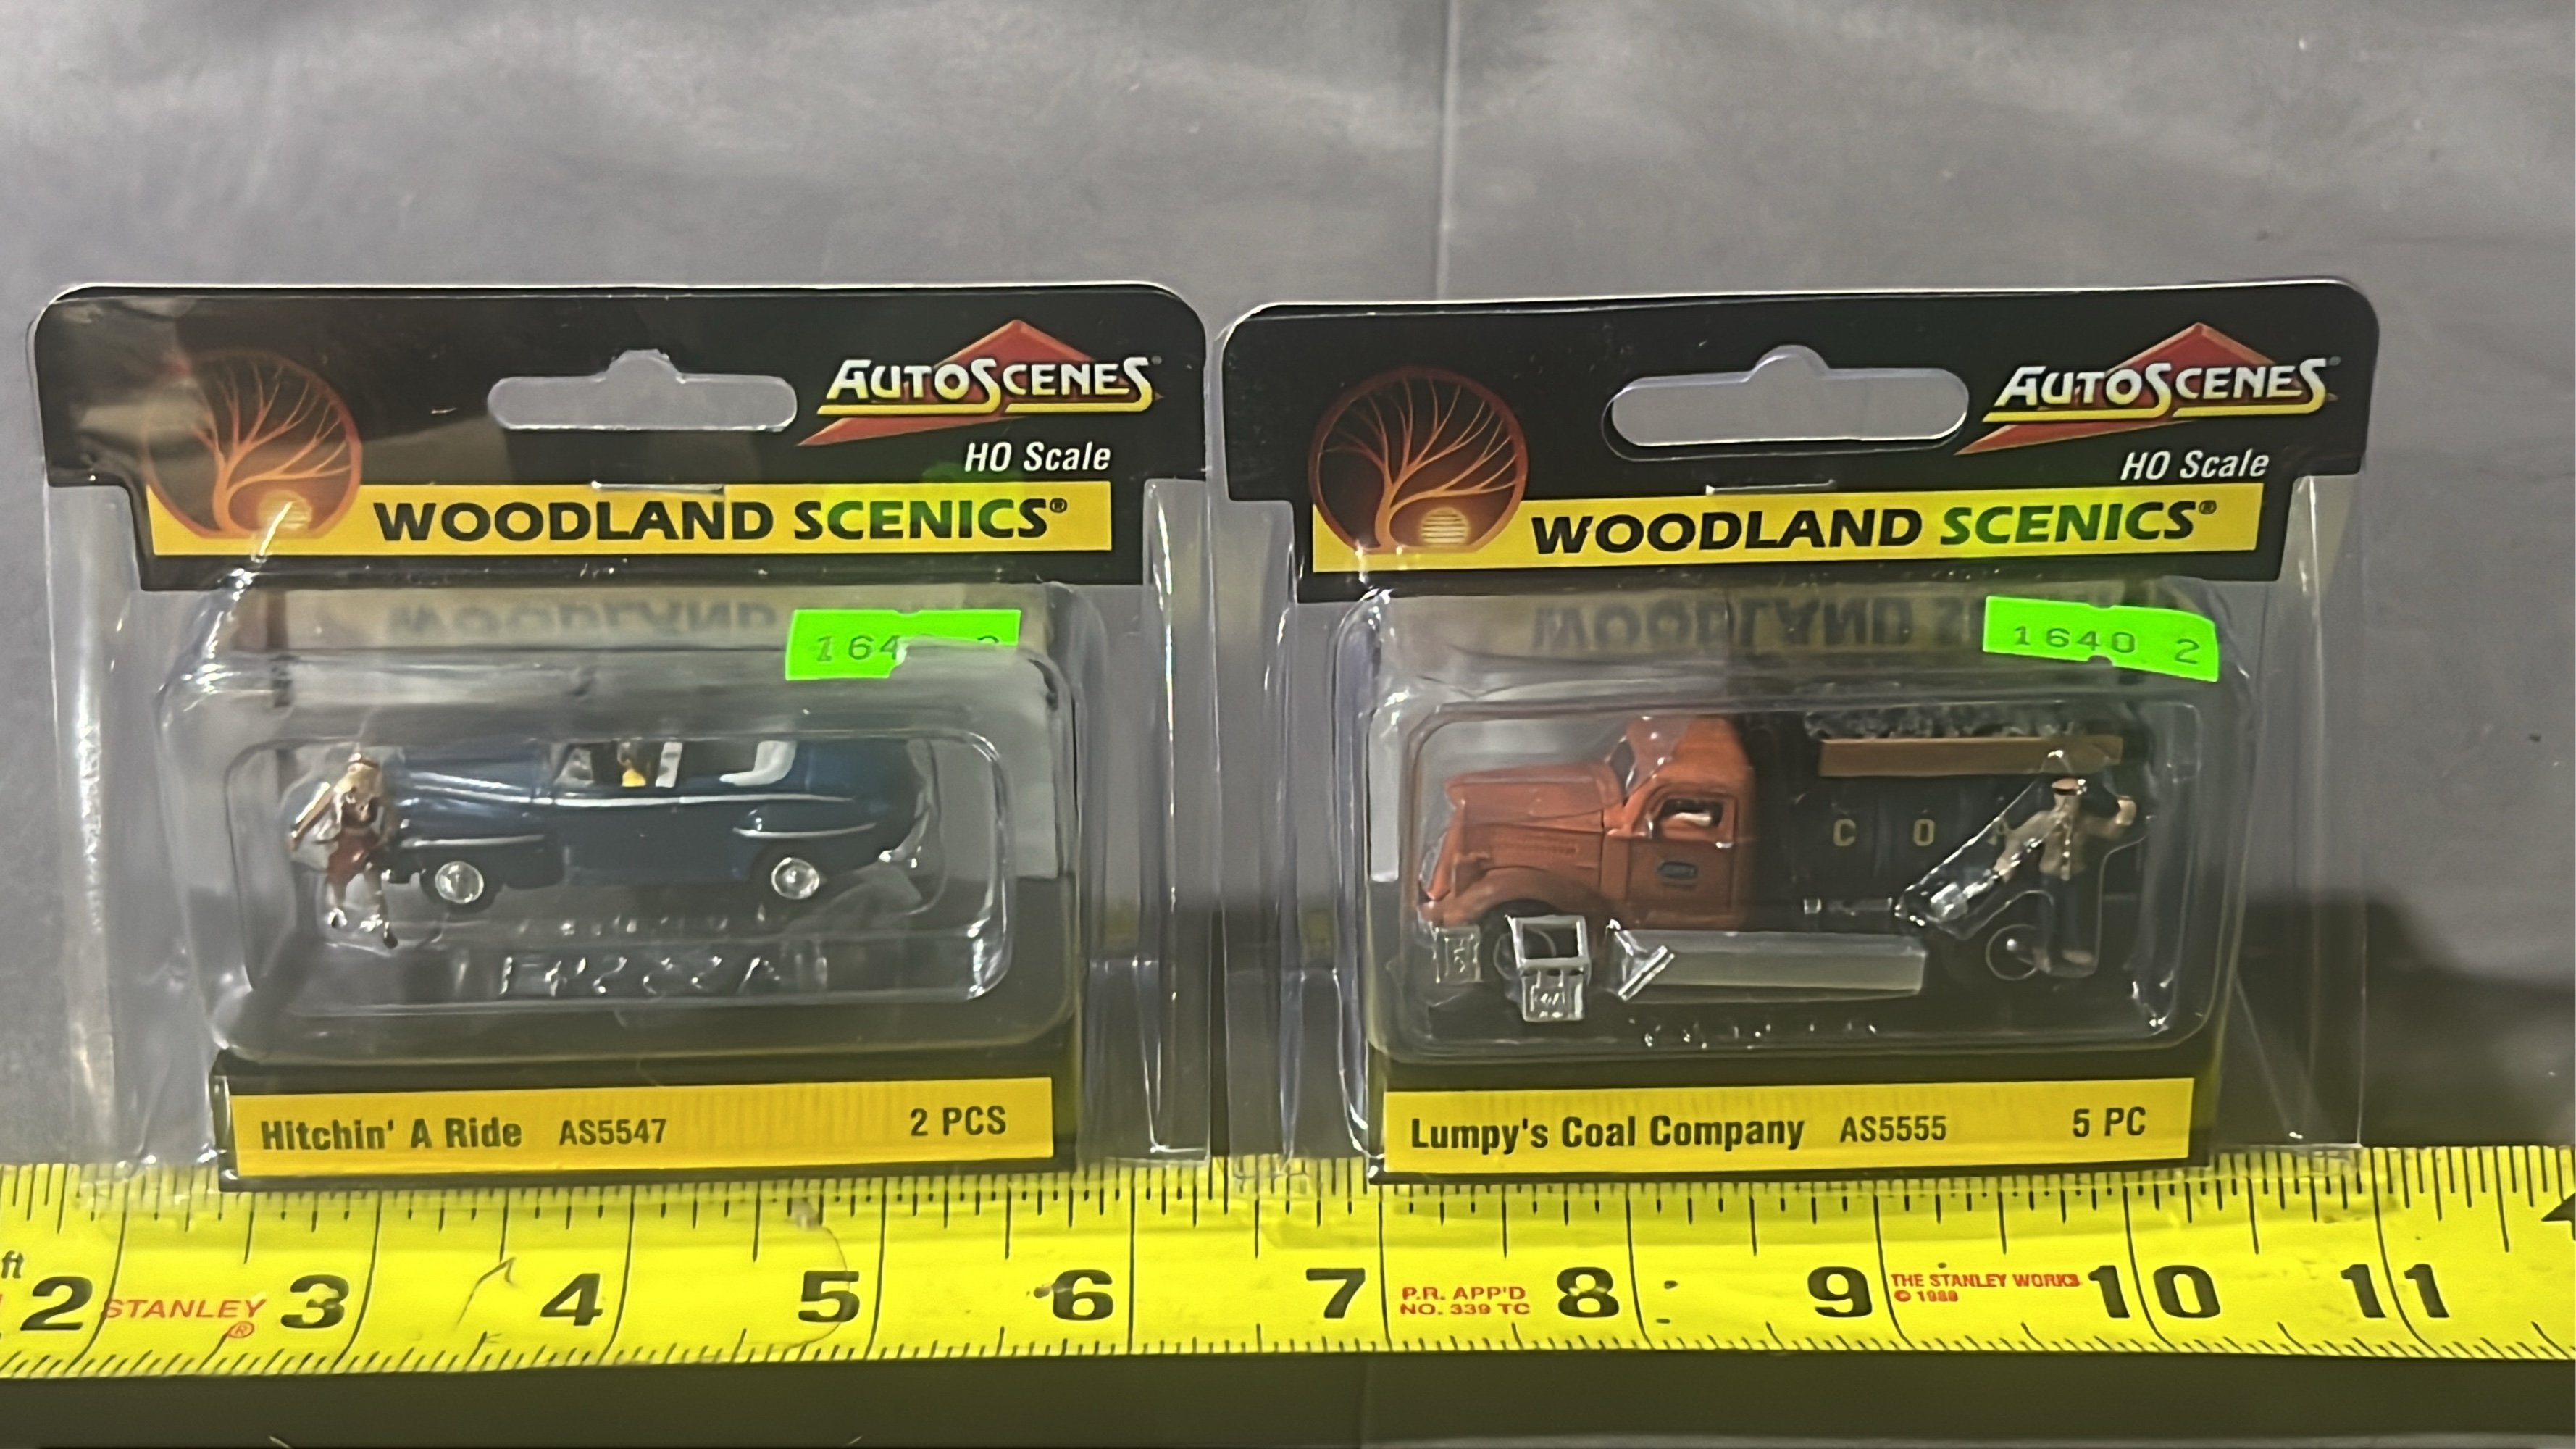 AUTOSCENES®
HO Scale
WOODLAND SCENICS®
WOODLAND
164
Hitchin' A Ride AS5547 2 PCS
AUTOSCENES®
HO Scale
WOODLAND SCENICS®
WOODLAND
1640 2
C O A
Lumpy's Coal Company AS5555 5 PC
ft
2 STANLEY® 3 4 5 6 7 P.R. APP'D 8 9 THE STANLEY WORKS 10 11
NO. 339 TC © 1989